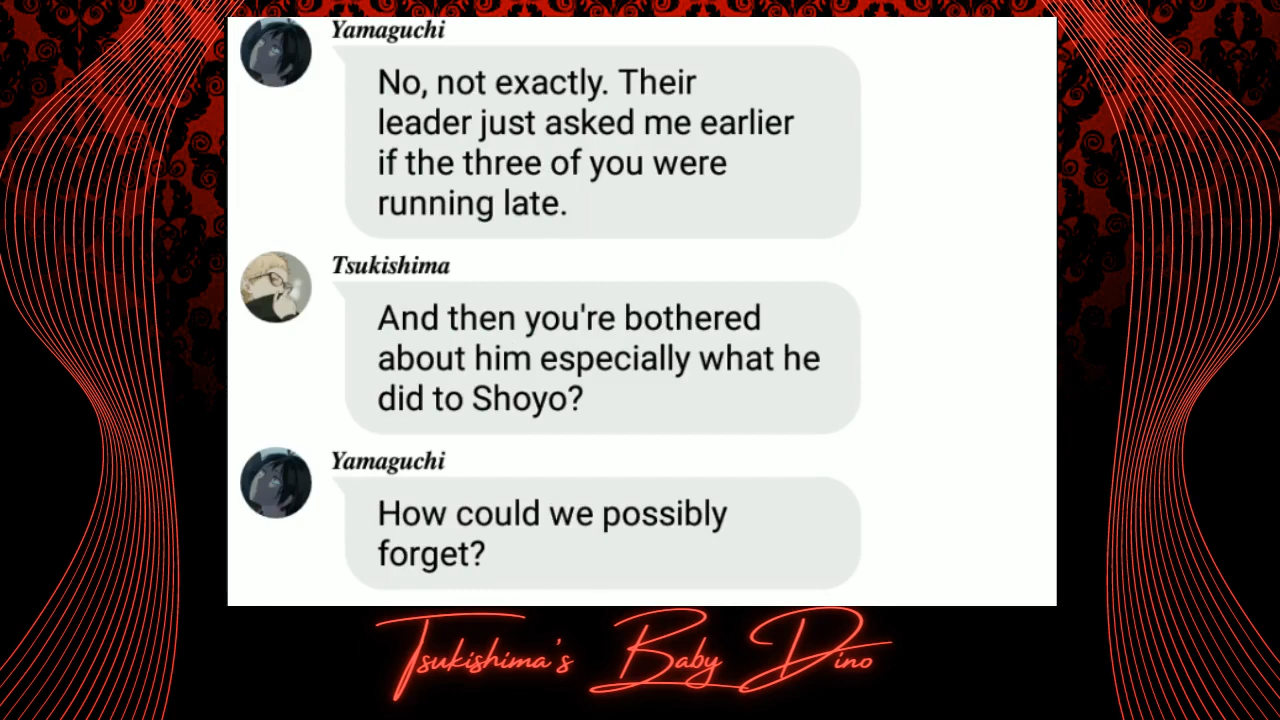 Yamaguchi
No, not exactly. Their
leader just asked me earlier
if the three of you were
running late.
Tsukishima
And then you're bothered
about him especially what he
did to Shoyo?
Yamaguchi
How could we possibly
forget?
Tsukishima's Baby Dino